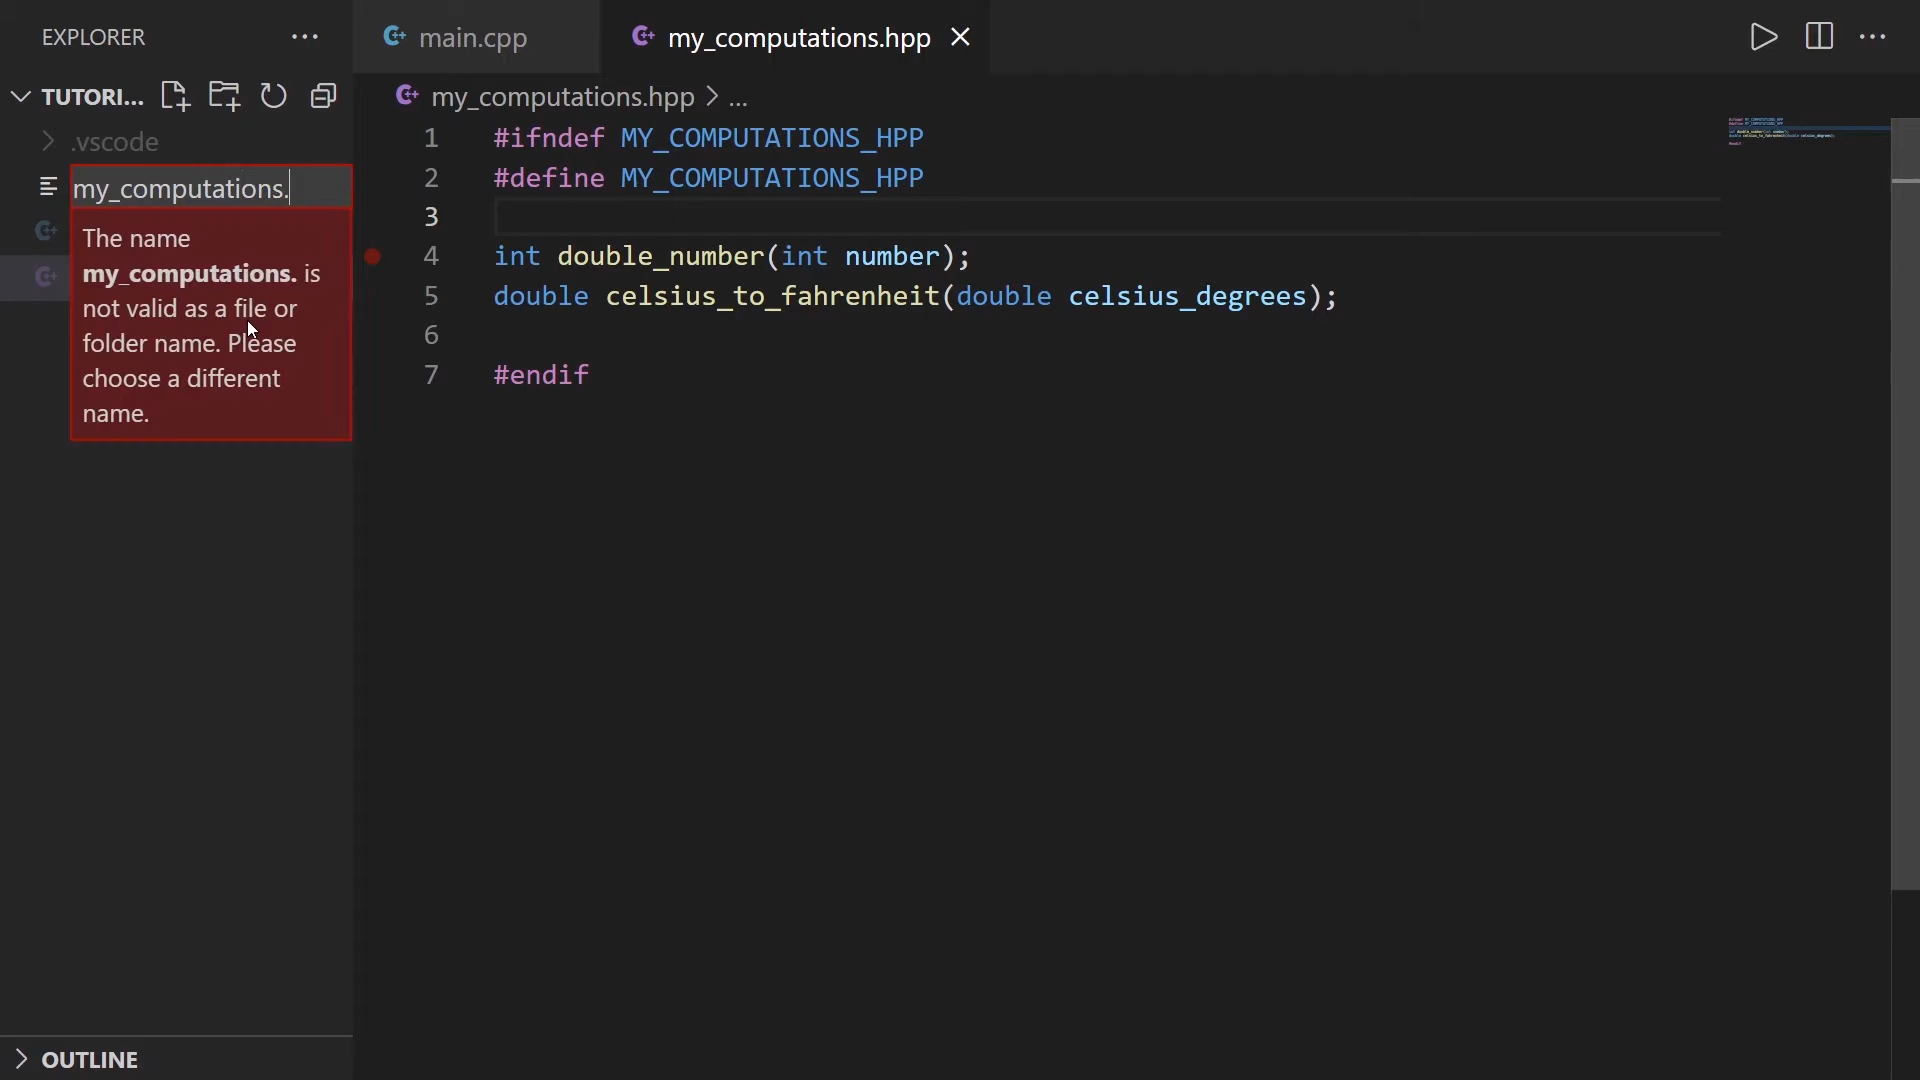 EXPLORER
TUTORI...
.vscode
my_computations.
The name
my_computations. is
not valid as a file or
folder name. Please
choose a different
name.
OUTLINE
main.cpp
my_computations.hpp
my_computations.hpp > ...
1 #ifndef MY_COMPUTATIONS_HPP
2 #define MY_COMPUTATIONS_HPP
3
4 int double_number(int number);
5 double celsius_to_fahrenheit(double celsius_degrees);
6
7 #endif